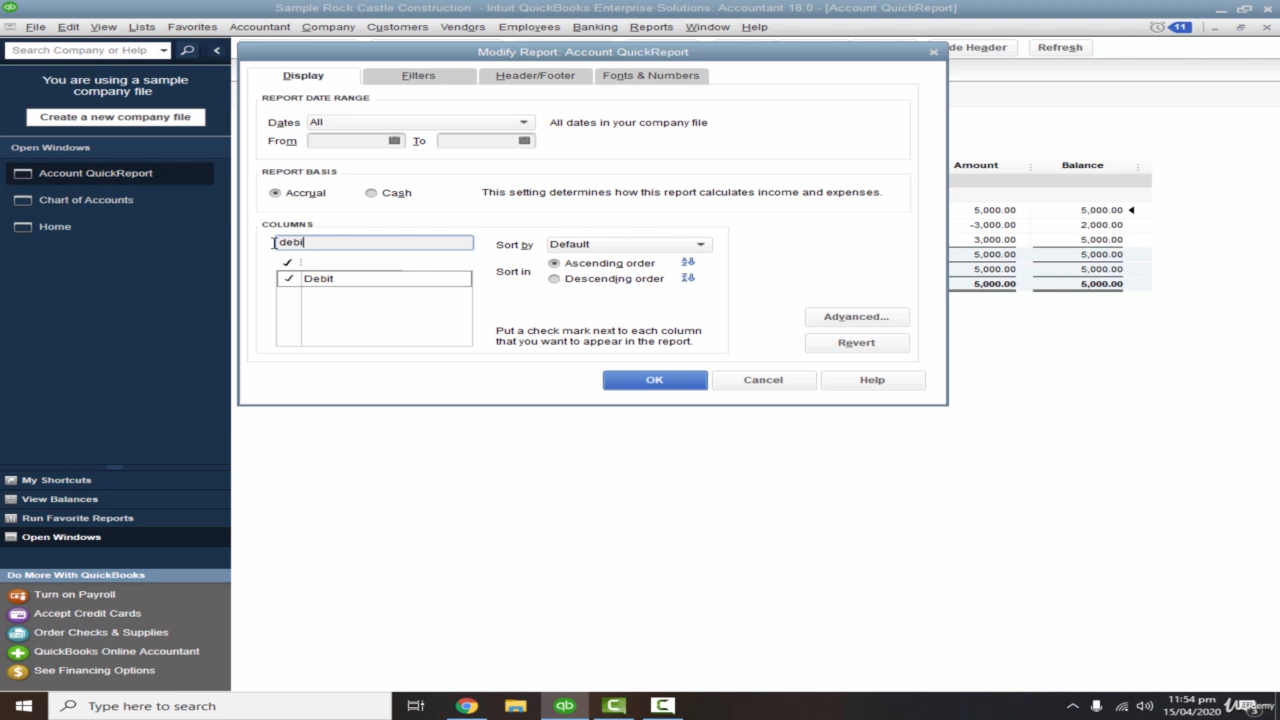 Sample Rock Castle Construction - Intuit QuickBooks Enterprise Solutions: Accountant 18.0 - [Account QuickReport]
File Edit View Lists Favorites Accountant Company Customers Vendors Employees Banking Reports Window Help 11
Search Company or Help
You are using a sample
company file
Create a new company file
Open Windows
Account QuickReport
Chart of Accounts
Home
My Shortcuts
View Balances
Run Favorite Reports
Open Windows
Do More With QuickBooks
Turn on Payroll
Accept Credit Cards
Order Checks & Supplies
QuickBooks Online Accountant
See Financing Options
Modify Report: Account QuickReport
Display Filters Header/Footer Fonts & Numbers
REPORT DATE RANGE
Dates All All dates in your company file
From To
REPORT BASIS
Accrual Cash This setting determines how this report calculates income and expenses.
COLUMNS
debi
Debit
Sort by Default
Sort in Ascending order
Descending order
Put a check mark next to each column
that you want to appear in the report.
Advanced...
Revert
OK Cancel Help
de Header Refresh
Amount Balance
5,000.00 5,000.00
-3,000.00 2,000.00
3,000.00 5,000.00
5,000.00 5,000.00
5,000.00 5,000.00
5,000.00 5,000.00
Type here to search
qb
11:54 pm
15/04/2020